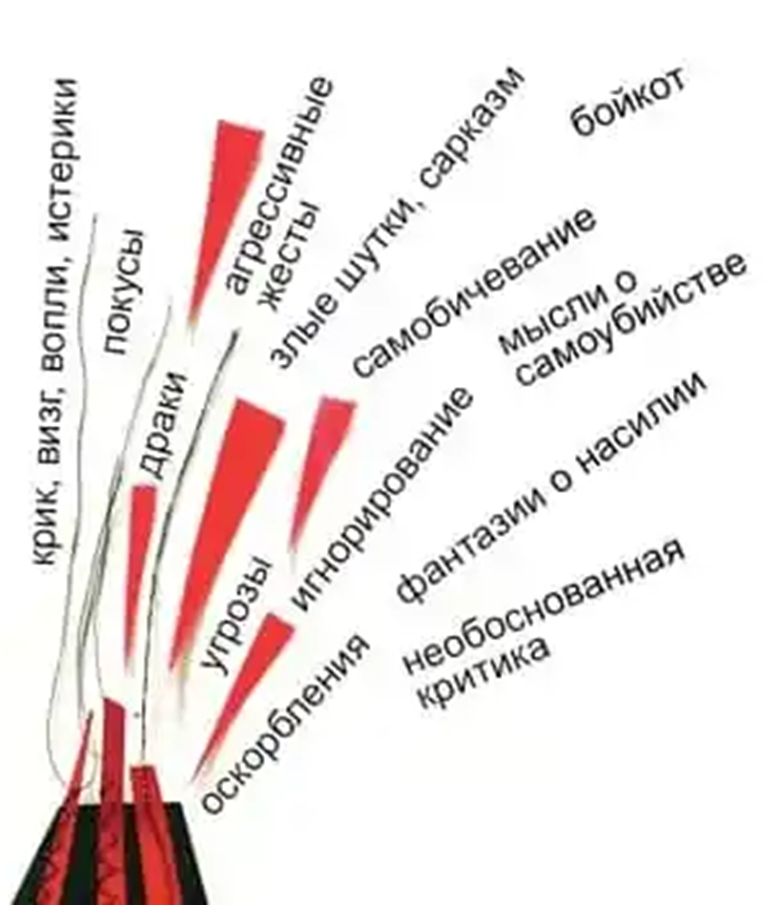 крик, визг, вопли, истерики
покусы
драки
агрессивные
жесты
злые шутки, сарказм
бойкот
самобичевание
мысли о
самоубийстве
угрозы
игнорирование
фантазии о насилии
оскорбления
необоснованная
критика